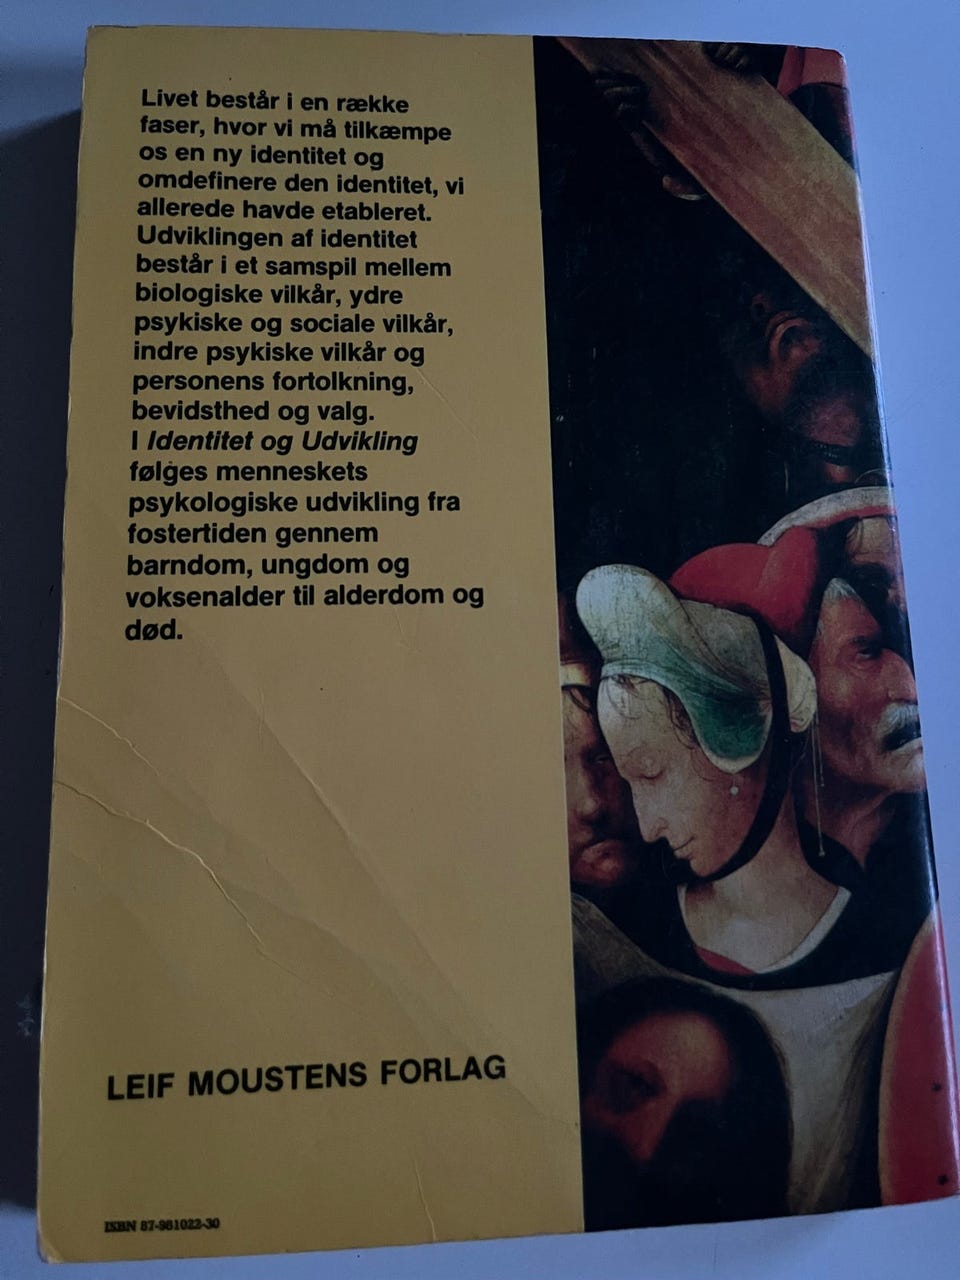 Livet består i en række
faser, hvor vi må tilkæmpe
os en ny identitet og
omdefinere den identitet, vi
allerede havde etableret.
Udviklingen af identitet
består i et samspil mellem
biologiske vilkår, ydre
psykiske og sociale vilkår,
indre psykiske vilkår og
personens fortolkning,
bevidsthed og valg.
I Identitet og Udvikling
følges menneskets
psykologiske udvikling fra
fostertiden gennem
barndom, ungdom og
voksenalder til alderdom og
død.
LEIF MOUSTENS FORLAG
ISBN 87-981022-30